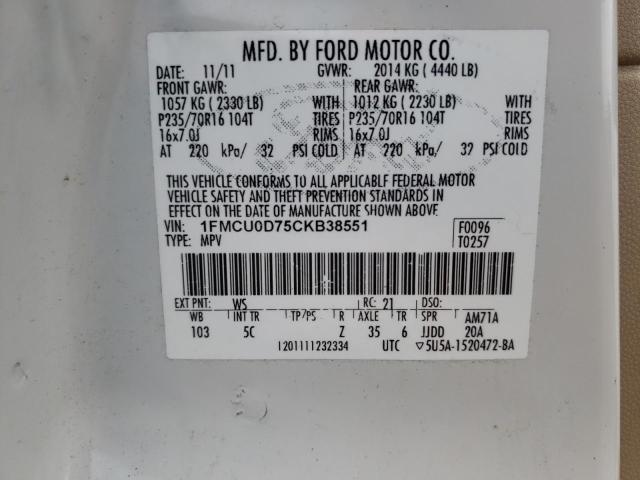 MFD. BY FORD MOTOR CO.
DATE: 11/11 GVWR: 2014 KG ( 4440 LB)
FRONT GAWR: REAR GAWR:
1057 KG ( 2330 LB) WITH 1012 KG ( 2230 LB) WITH
P235/70R16 104T TIRES P235/70R16 104T TIRES
16x7.0J RIMS 16x7.0J RIMS
AT 220 kPa/ 32 PSI COLD AT 220 kPa/ 32 PSI COLD
THIS VEHICLE CONFORMS TO ALL APPLICABLE FEDERAL MOTOR
VEHICLE SAFETY AND THEFT PREVENTION STANDARDS IN
EFFECT ON THE DATE OF MANUFACTURE SHOWN ABOVE.
VIN: 1FMCU0D75CKB38551 F0096
TYPE: MPV T0257
EXT PNT: WS RC: 21 DSO:
WB INT TR TP/PS R AXLE TR SPR AM71A
103 5C Z 35 6 JJDD 20A
1201111232334 UTC ▽5U5A-1520472-BA